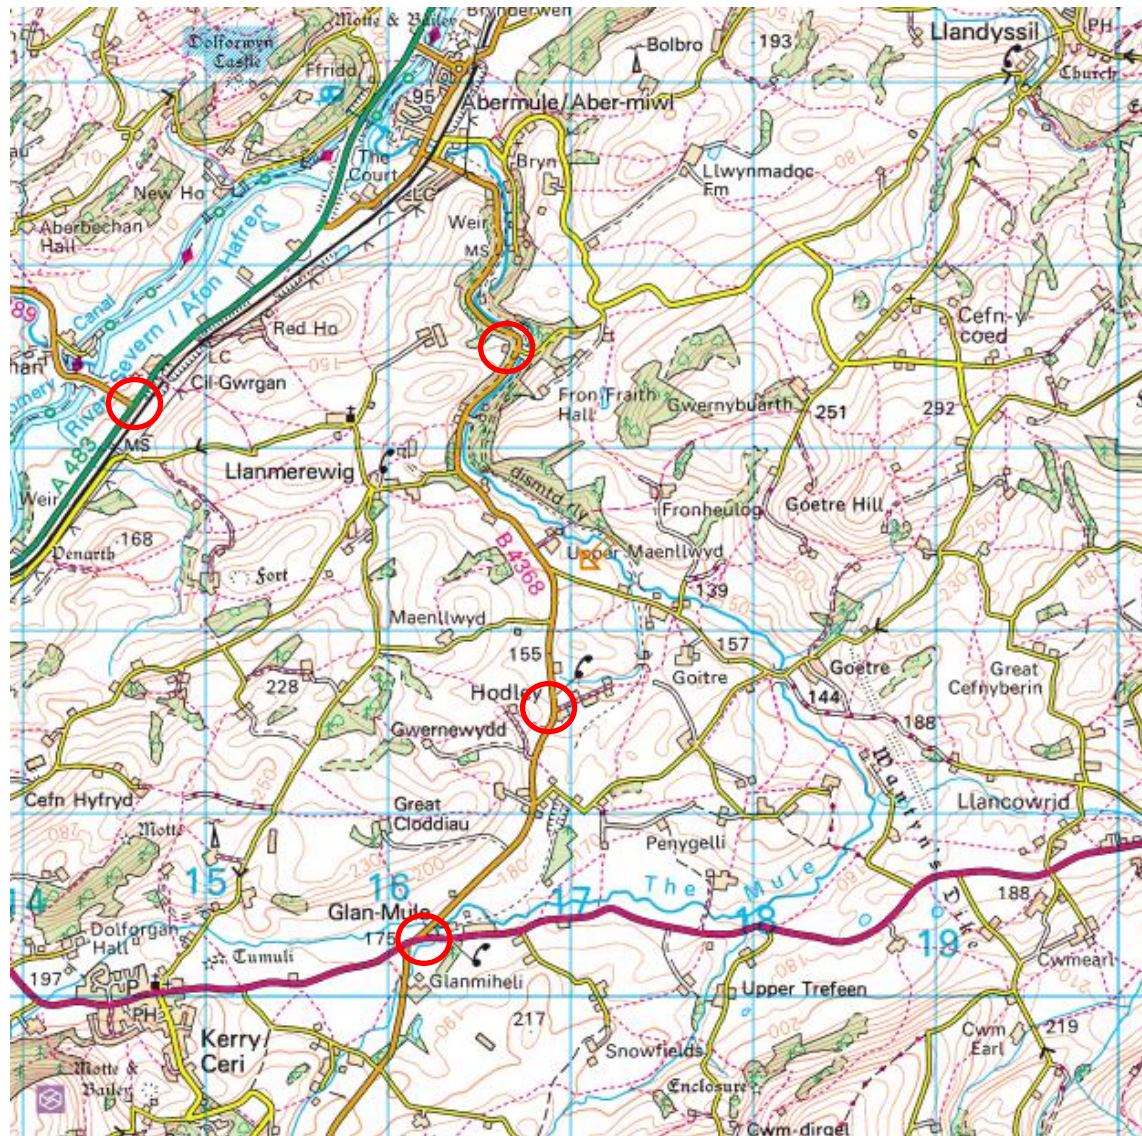 Motte & Bailey
Brynderwen
Llandyssil
PH
Dolforwyn
Castle
Bolbro
193
Ffridd
Church
95
Abermule/Aber-miwl
The
Court
Bryn
New Ho
LC
Llwynmadoc
Fm
Aberbechan
Hall
Weir
MS
River Severn / Afon Hafren
Canal
Red Ho
Cefn-y-
coed
LC
Cil-Gwrgan
150
Fron Fraith
Hall
Gwernybuarth
251
292
MS
A 483
Llanmerewig
dismtd rly
Weir
Fronheulog
Goetre Hill
Penarth
168
Fort
B 4368
Upper Maenllwyd
139
Maenllwyd
155
157
Goitre
Goetre
Great
Cefnyberin
228
Hodley
144
188
Gwernewydd
Wantyn's Dike
Cefn Hyfryd
Great
Cloddiau
Llancowrid
Motte
Penygelli
14
15
16
17
18
19
The Mule
Glan-Mule
175
188
Dolforgan
Hall
Tumuli
Cwmearl
197
P
Glanmiheli
Upper Trefeen
PH
217
Kerry/
Ceri
Cwm
Earl
219
Snowfields
Motte &
Bailey
Enclosure
Cwm-dirgel